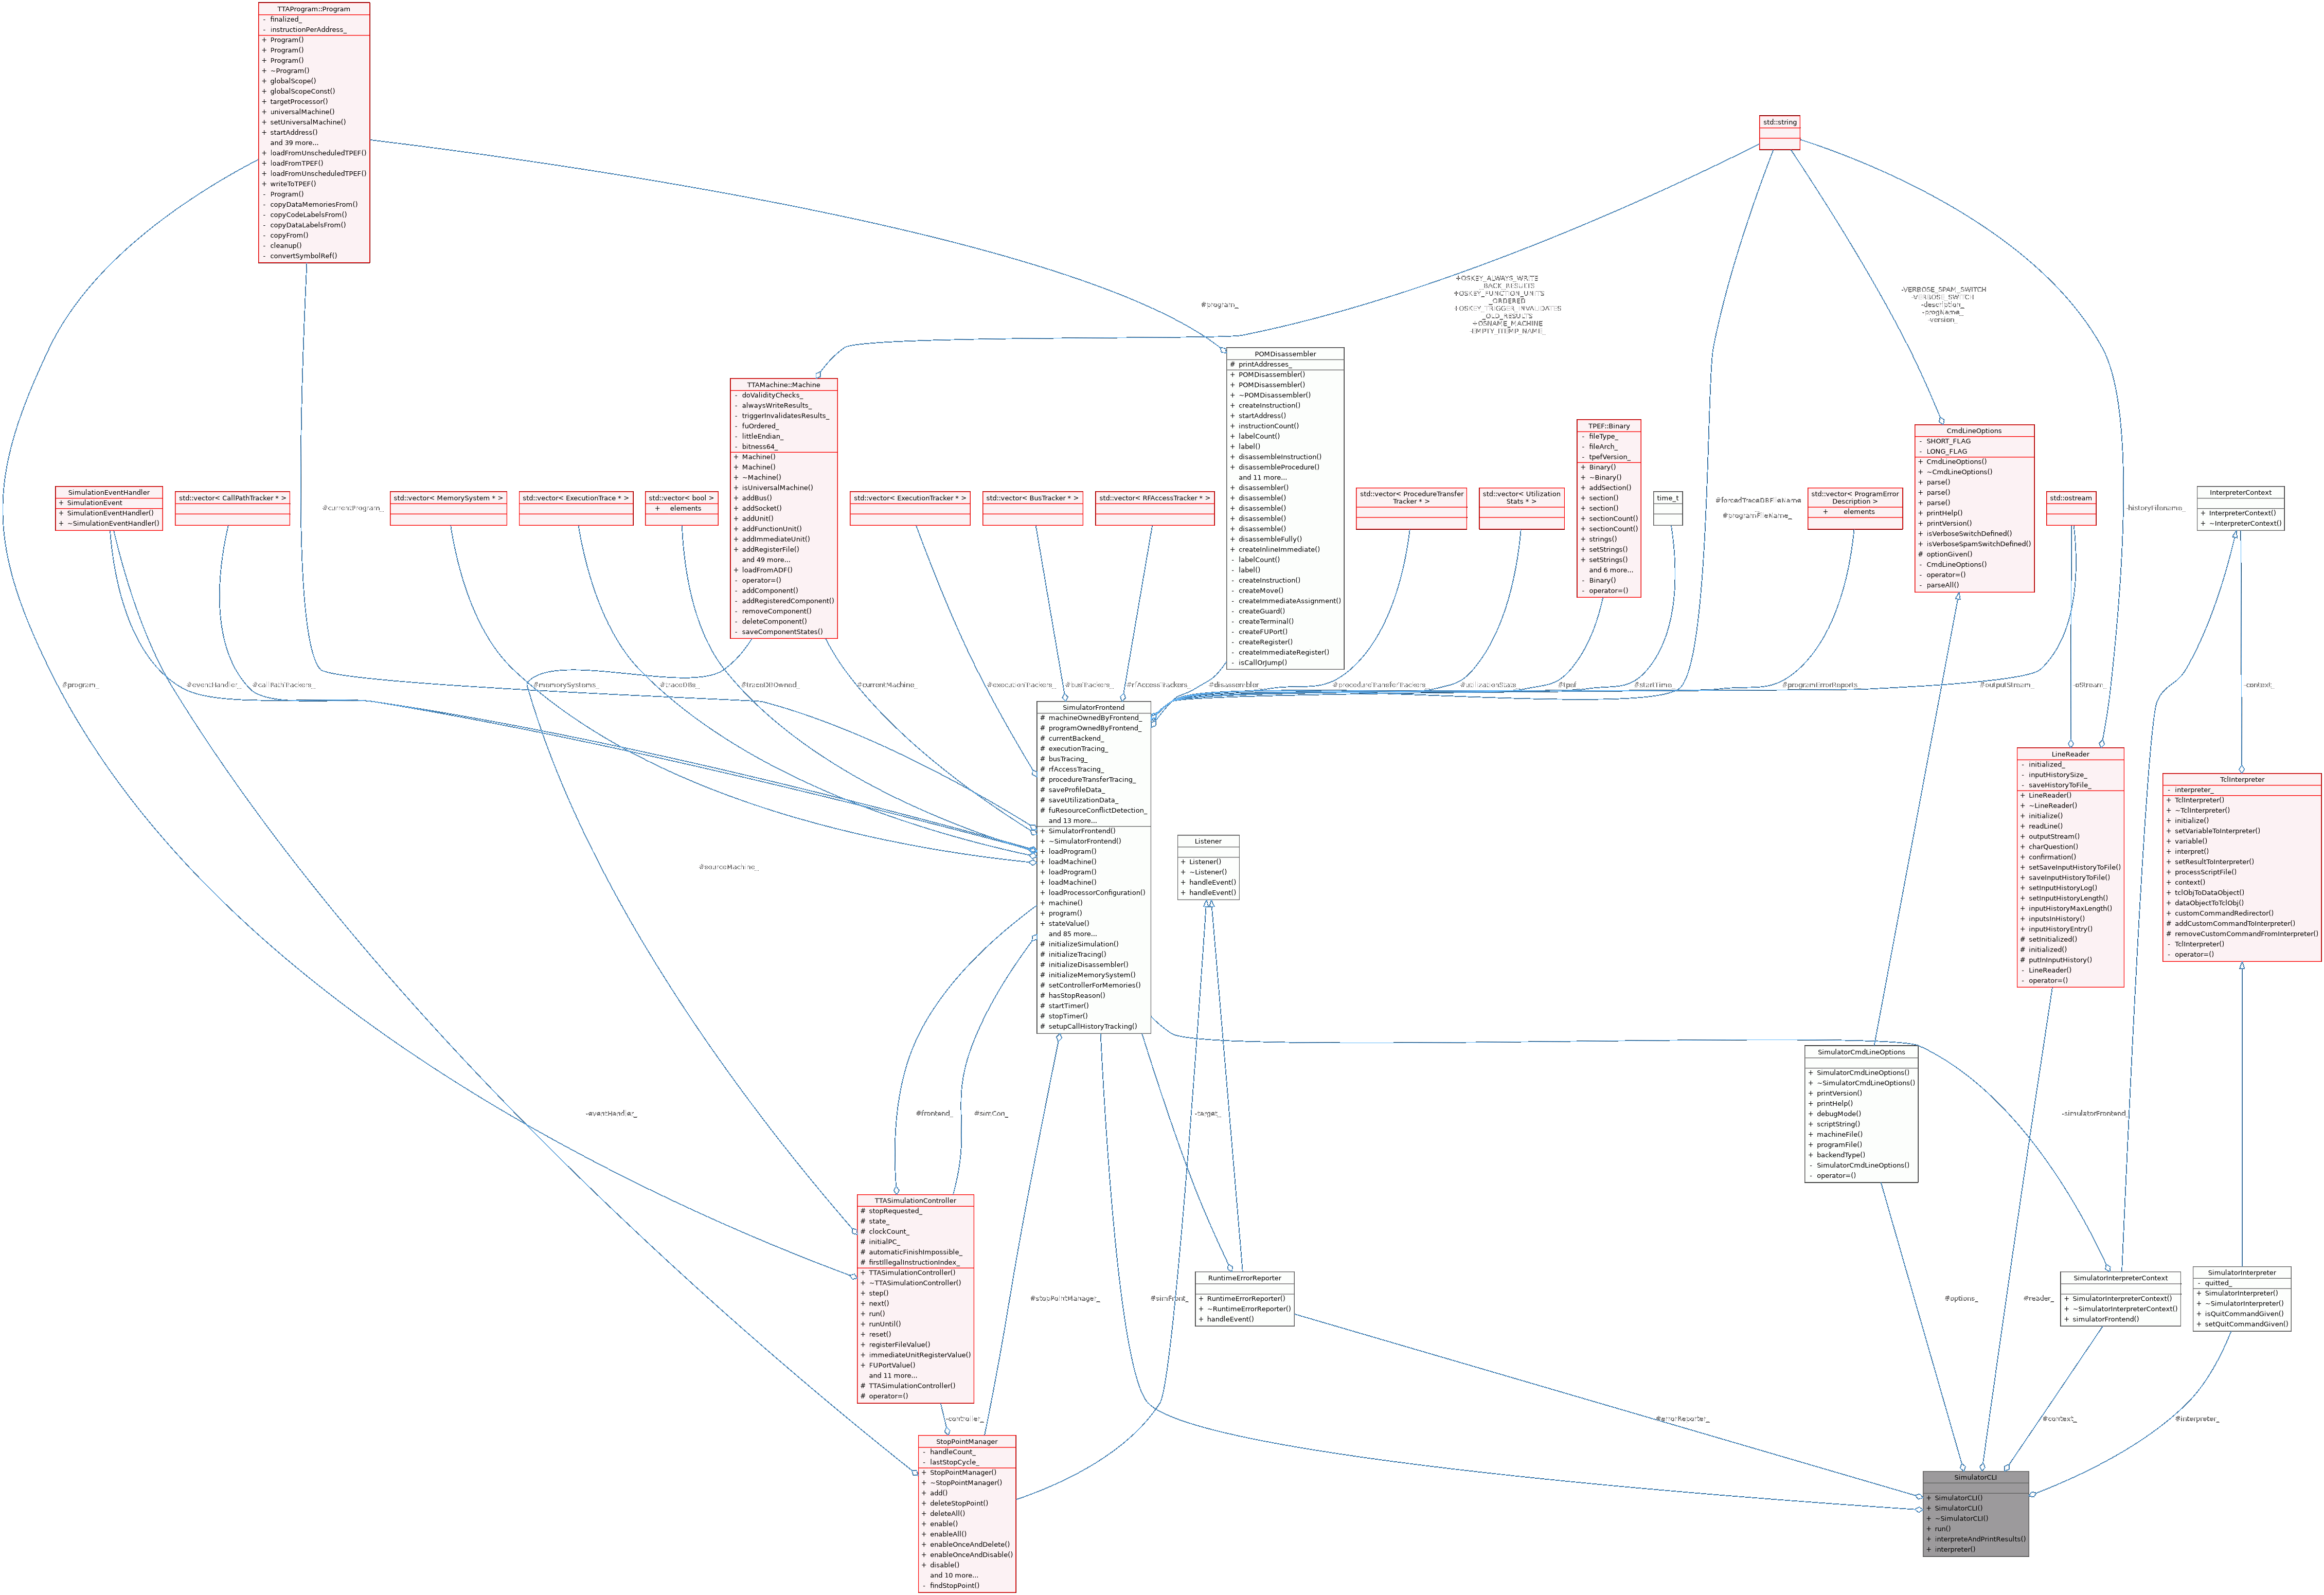 TTAProgram::Program
- finalized_
- instructionPerAddress_
+ Program()
+ Program()
+ Program()
+ ~Program()
+ globalScope()
+ globalScopeConst()
+ targetProcessor()
+ universalMachine()
+ setUniversalMachine()
+ startAddress()
and 39 more...
+ loadFromUnscheduledTPEF()
+ loadFromTPEF()
+ loadFromUnscheduledTPEF()
+ writeToTPEF()
- Program()
- copyDataMemoriesFrom()
- copyCodeLabelsFrom()
- copyDataLabelsFrom()
- copyFrom()
- cleanup()
- convertSymbolRef()
std::string
+OSKEY_ALWAYS_WRITE
_BACK_RESULTS
+OSKEY_FUNCTION_UNITS
_ORDERED
+OSKEY_TRIGGER_INVALIDATES
_OLD_RESULTS
+OSNAME_MACHINE
-EMPTY_ITEMP_NAME_
-VERBOSE_SPAM_SWITCH
-VERBOSE_SWITCH
-description_
-progName_
-version_
#program_
POMDisassembler
# printAddresses_
+ POMDisassembler()
+ POMDisassembler()
+ ~POMDisassembler()
+ createInstruction()
+ startAddress()
+ instructionCount()
+ labelCount()
+ label()
+ disassembleInstruction()
+ disassembleProcedure()
and 11 more...
+ disassemble()
+ disassemble()
+ disassemble()
+ disassemble()
+ disassemble()
+ disassembleFully()
+ createInlineImmediate()
- labelCount()
- label()
- createInstruction()
- createMove()
- createImmediateAssignment()
- createGuard()
- createTerminal()
- createFUPort()
- createRegister()
- createImmediateRegister()
- isCallOrJump()
TTAMachine::Machine
- doValidityChecks_
- alwaysWriteResults_
- triggerInvalidatesResults_
- fuOrdered_
- littleEndian_
- bitness64_
+ Machine()
+ Machine()
+ ~Machine()
+ isUniversalMachine()
+ addBus()
+ addSocket()
+ addUnit()
+ addFunctionUnit()
+ addImmediateUnit()
+ addRegisterFile()
and 49 more...
+ loadFromADF()
- operator=()
- addComponent()
- addRegisteredComponent()
- removeComponent()
- deleteComponent()
- saveComponentStates()
TPEF::Binary
- fileType_
- fileArch_
- tpefVersion_
+ Binary()
+ ~Binary()
+ addSection()
+ section()
+ section()
+ sectionCount()
+ sectionCount()
+ strings()
+ setStrings()
+ setStrings()
and 6 more...
- Binary()
- operator=()
CmdLineOptions
- SHORT_FLAG
- LONG_FLAG
+ CmdLineOptions()
+ ~CmdLineOptions()
+ parse()
+ parse()
+ parse()
+ printHelp()
+ printVersion()
+ isVerboseSwitchDefined()
+ isVerboseSpamSwitchDefined()
# optionGiven()
- CmdLineOptions()
- operator=()
- parseAll()
SimulationEventHandler
+ SimulationEvent
+ SimulationEventHandler()
+ ~SimulationEventHandler()
std::vector< CallPathTracker * >
std::vector< MemorySystem * >
std::vector< ExecutionTrace * >
std::vector< bool >
+ elements
std::vector< ExecutionTracker * >
std::vector< BusTracker * >
std::vector< RFAccessTracker * >
std::vector< ProcedureTransfer
Tracker * >
std::vector< Utilization
Stats * >
time_t
std::vector< ProgramError
Description >
+ elements
std::ostream
InterpreterContext
+ InterpreterContext()
+ ~InterpreterContext()
#currentProgram_
#forcedTraceDBFileName
_
#programFileName_
-historyFilename_
#program_
#eventHandler_
#callPathTrackers_
#memorySystems_
#traceDBs_
#traceDBOwned_
#currentMachine_
#executionTrackers_
#busTrackers_
#rfAccessTrackers_
#disassembler_
#procedureTransferTrackers_
#utilizationStats_
#tpef_
#startTime_
#programErrorReports_
#outputStream_
-oStream_
-context_
SimulatorFrontend
# machineOwnedByFrontend_
# programOwnedByFrontend_
# currentBackend_
# executionTracing_
# busTracing_
# rfAccessTracing_
# procedureTransferTracing_
# saveProfileData_
# saveUtilizationData_
# fuResourceConflictDetection_
and 13 more...
+ SimulatorFrontend()
+ ~SimulatorFrontend()
+ loadProgram()
+ loadMachine()
+ loadProgram()
+ loadMachine()
+ loadProcessorConfiguration()
+ machine()
+ program()
+ stateValue()
and 85 more...
# initializeSimulation()
# initializeTracing()
# initializeDisassembler()
# initializeMemorySystem()
# setControllerForMemories()
# hasStopReason()
# startTimer()
# stopTimer()
# setupCallHistoryTracking()
LineReader
- initialized_
- inputHistorySize_
- saveHistoryToFile_
+ LineReader()
+ ~LineReader()
+ initialize()
+ readLine()
+ outputStream()
+ charQuestion()
+ confirmation()
+ setSaveInputHistoryToFile()
+ saveInputHistoryToFile()
+ setInputHistoryLog()
+ setInputHistoryLength()
+ inputHistoryMaxLength()
+ inputsInHistory()
+ inputHistoryEntry()
# setInitialized()
# initialized()
# putInInputHistory()
- LineReader()
- operator=()
TclInterpreter
- interpreter_
+ TclInterpreter()
+ ~TclInterpreter()
+ initialize()
+ setVariableToInterpreter()
+ variable()
+ interpret()
+ setResultToInterpreter()
+ processScriptFile()
+ context()
+ tclObjToDataObject()
+ dataObjectToTclObj()
+ customCommandRedirector()
# addCustomCommandToInterpreter()
# removeCustomCommandFromInterpreter()
- TclInterpreter()
- operator=()
Listener
+ Listener()
+ ~Listener()
+ handleEvent()
+ handleEvent()
#sourceMachine_
SimulatorCmdLineOptions
+ SimulatorCmdLineOptions()
+ ~SimulatorCmdLineOptions()
+ printVersion()
+ printHelp()
+ debugMode()
+ scriptString()
+ machineFile()
+ programFile()
+ backendType()
- SimulatorCmdLineOptions()
- operator=()
-eventHandler_
#frontend_
#simCon_
-target_
-simulatorFrontend_
TTASimulationController
# stopRequested_
# state_
# clockCount_
# initialPC_
# automaticFinishImpossible_
# firstIllegalInstructionIndex_
+ TTASimulationController()
+ ~TTASimulationController()
+ step()
+ next()
+ run()
+ runUntil()
+ reset()
+ registerFileValue()
+ immediateUnitRegisterValue()
+ FUPortValue()
and 11 more...
# TTASimulationController()
# operator=()
#stopPointManager_
#simFront_
RuntimeErrorReporter
+ RuntimeErrorReporter()
+ ~RuntimeErrorReporter()
+ handleEvent()
#options_
#reader_
SimulatorInterpreterContext
+ SimulatorInterpreterContext()
+ ~SimulatorInterpreterContext()
+ simulatorFrontend()
SimulatorInterpreter
- quitted_
+ SimulatorInterpreter()
+ ~SimulatorInterpreter()
+ isQuitCommandGiven()
+ setQuitCommandGiven()
-controller_
#errorReporter_
#context_
#interpreter_
StopPointManager
- handleCount_
- lastStopCycle_
+ StopPointManager()
+ ~StopPointManager()
+ add()
+ deleteStopPoint()
+ deleteAll()
+ enable()
+ enableAll()
+ enableOnceAndDelete()
+ enableOnceAndDisable()
+ disable()
and 10 more...
- findStopPoint()
SimulatorCLI
+ SimulatorCLI()
+ SimulatorCLI()
+ ~SimulatorCLI()
+ run()
+ interpreteAndPrintResults()
+ interpreter()